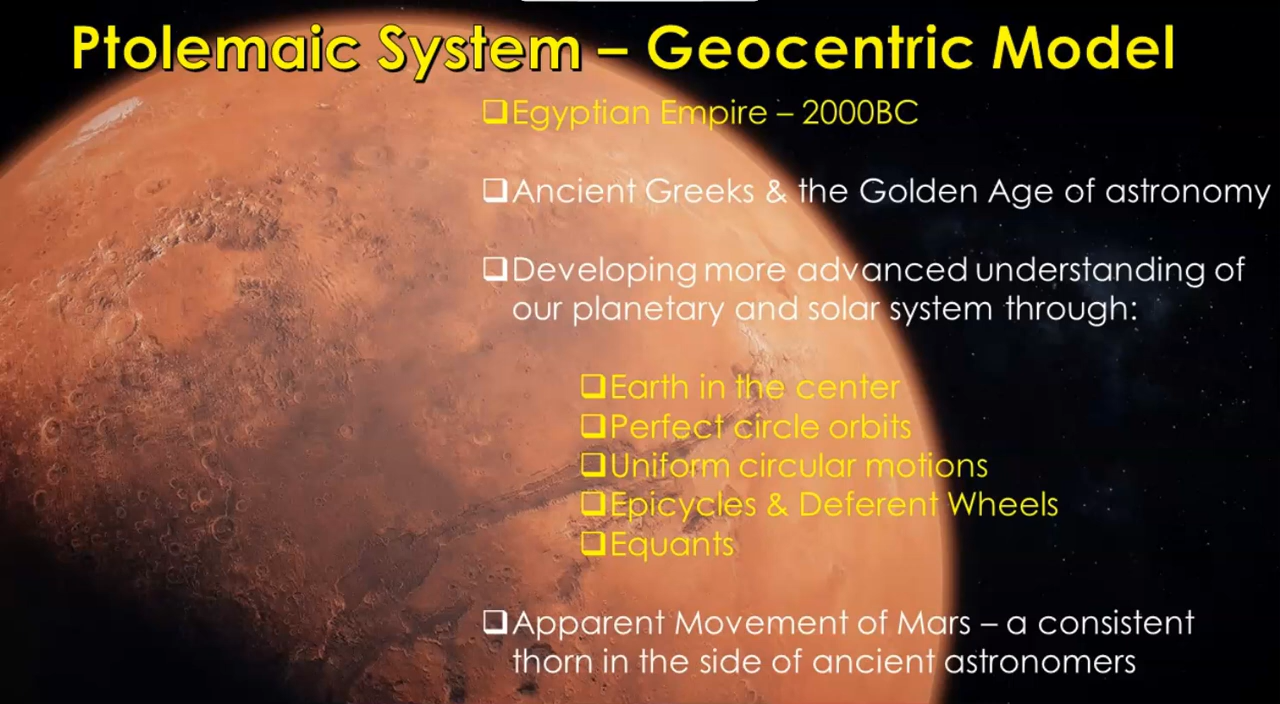 Ptolemaic System – Geocentric Model
❑Egyptian Empire – 2000BC
❑Ancient Greeks & the Golden Age of astronomy
❑Developing more advanced understanding of
our planetary and solar system through:
❑Earth in the center
❑Perfect circle orbits
❑Uniform circular motions
❑Epicycles & Deferent Wheels
❑Equants
❑Apparent Movement of Mars – a consistent
thorn in the side of ancient astronomers